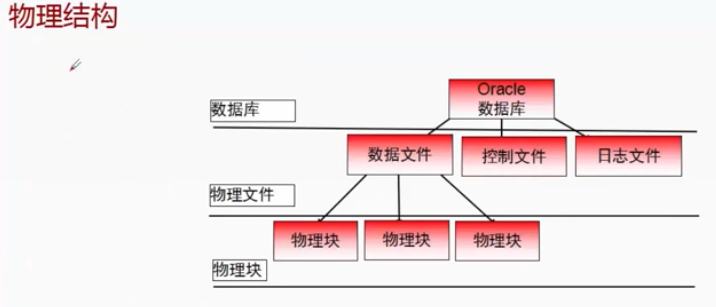 物理结构
Oracle
数据库
数据库
数据文件
控制文件
日志文件
物理文件
物理块
物理块
物理块
物理块